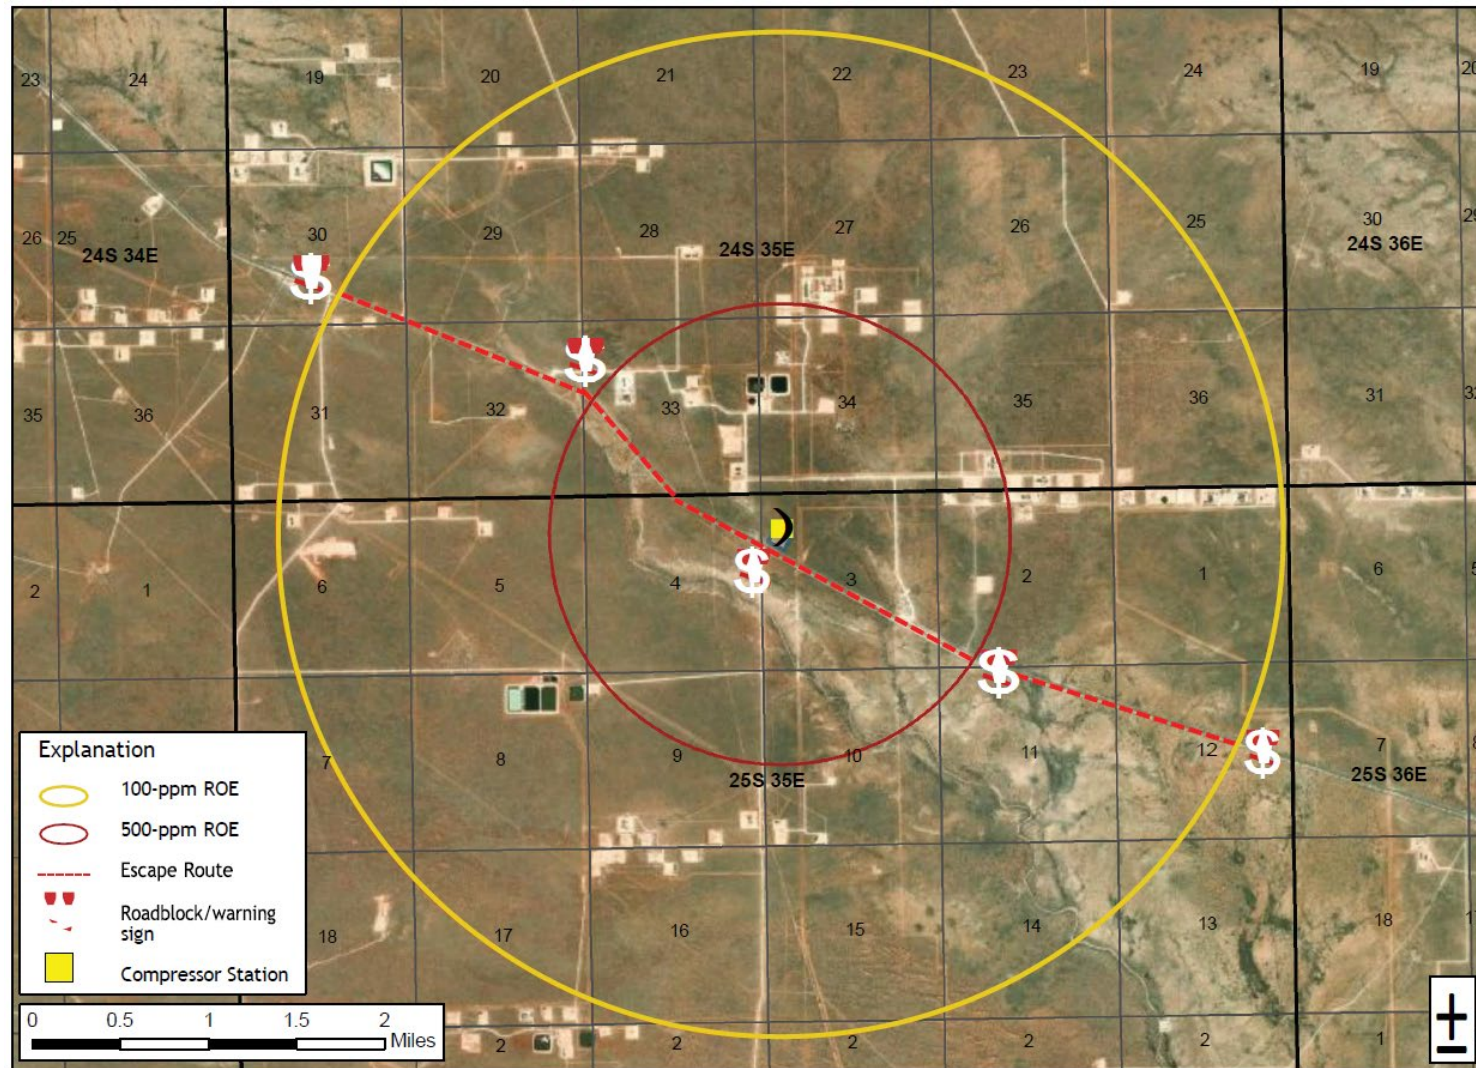 23 24 19 20 21 22 23 24 19 20
26 25 30 29 28 27 26 25 30 29
24S 34E 24S 35E 24S 36E
35 36 31 32 33 34 35 36 31 32
2 1 6 5 4 3 2 1 6 5
7 8 9 10 11 12 7 8
25S 35E 25S 36E
18 17 16 15 14 13 18
2 2 2 2 2 1
Explanation
100-ppm ROE
500-ppm ROE
Escape Route
Roadblock/warning
sign
Compressor Station
0 0.5 1 1.5 2
Miles